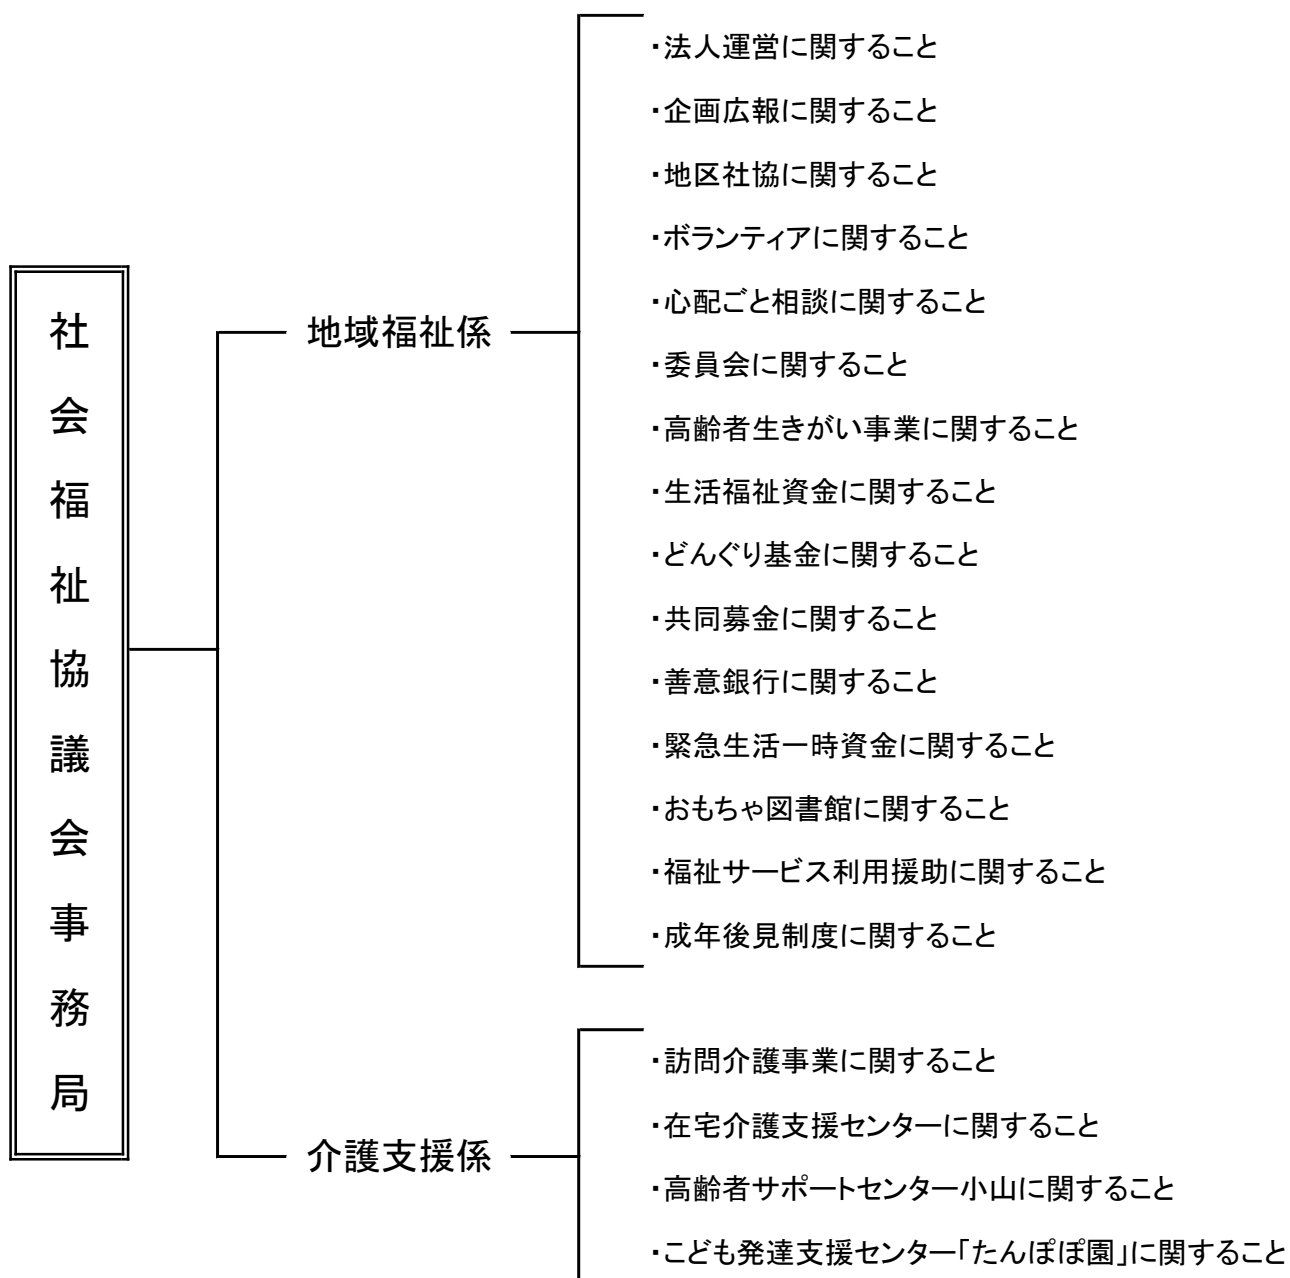 社会福祉協議会事務局
地域福祉係
・法人運営に関すること
・企画広報に関すること
・地区社協に関すること
・ボランティアに関すること
・心配ごと相談に関すること
・委員会に関すること
・高齢者生きがい事業に関すること
・生活福祉資金に関すること
・どんぐり基金に関すること
・共同募金に関すること
・善意銀行に関すること
・緊急生活一時資金に関すること
・おもちゃ図書館に関すること
・福祉サービス利用援助に関すること
・成年後見制度に関すること
介護支援係
・訪問介護事業に関すること
・在宅介護支援センターに関すること
・高齢者サポートセンター小山に関すること
・こども発達支援センター「たんぽぽ園」に関すること